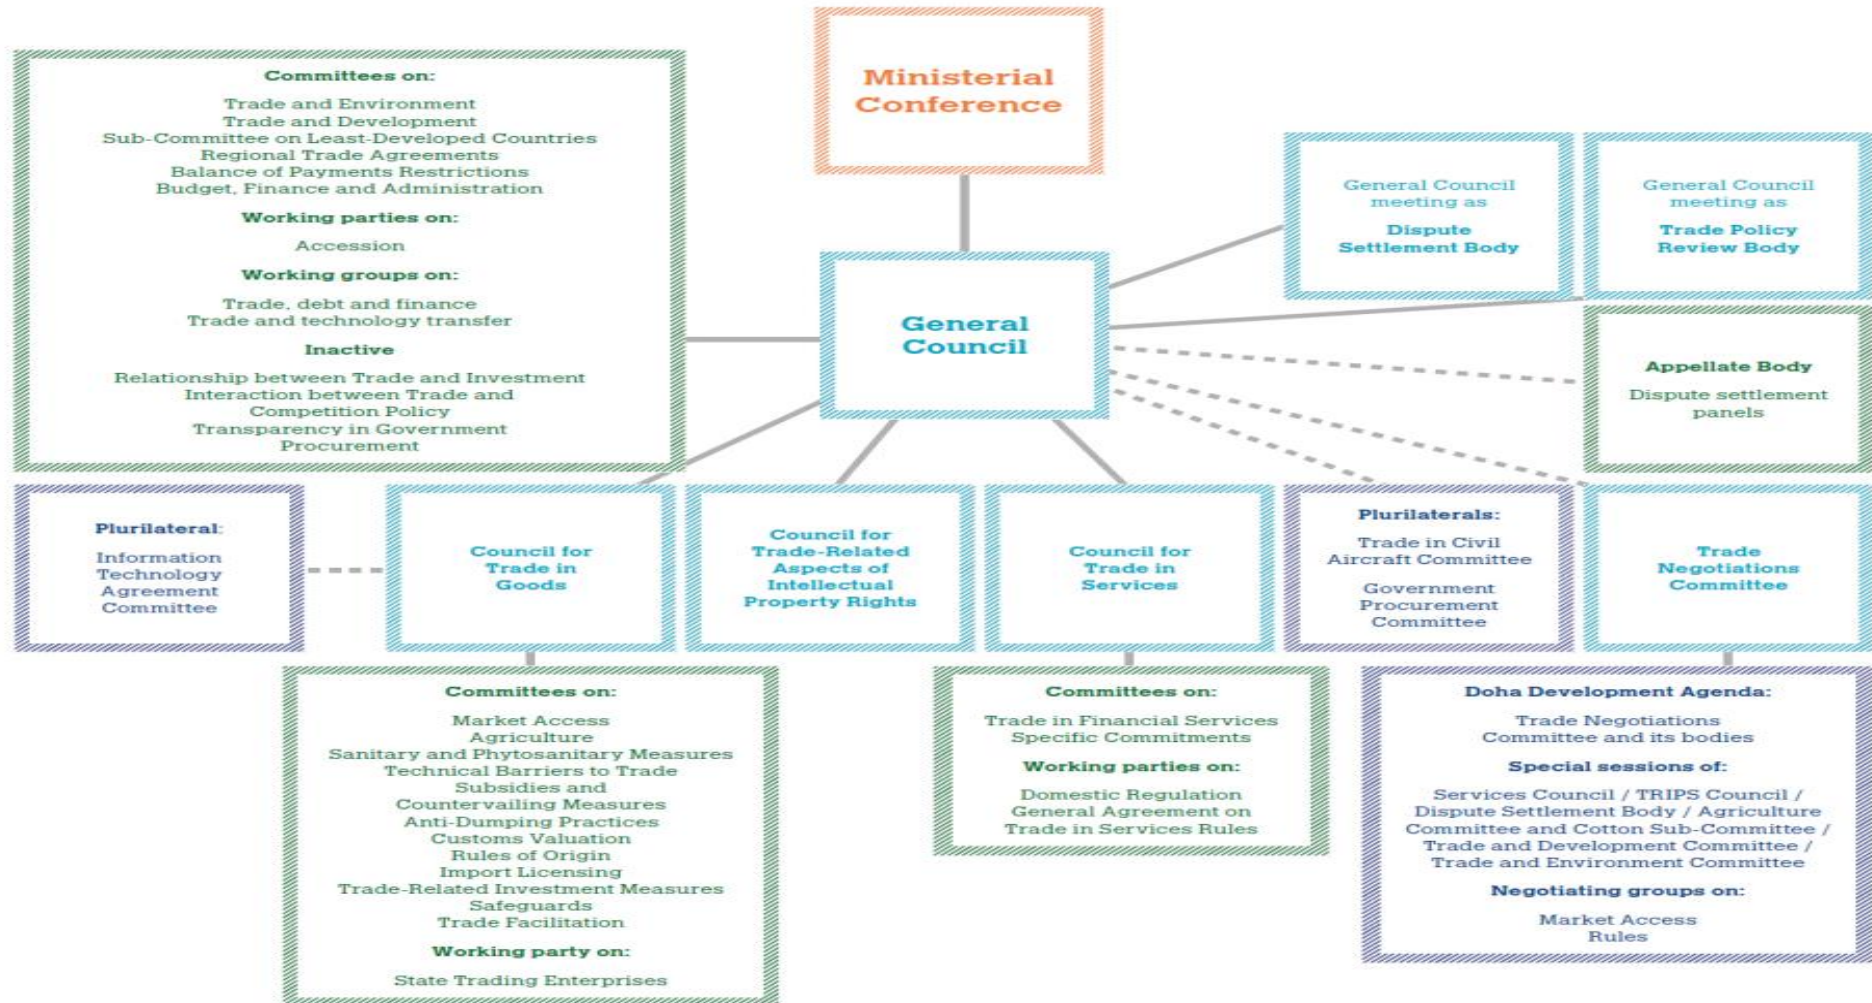 Ministerial
Conference
Committees on:
Trade and Environment
Trade and Development
Sub-Committee on Least-Developed Countries
Regional Trade Agreements
Balance of Payments Restrictions
Budget, Finance and Administration
Working parties on:
Accession
Working groups on:
Trade, debt and finance
Trade and technology transfer
Inactive
Relationship between Trade and Investment
Interaction between Trade and
Competition Policy
Transparency in Government
Procurement
General
Council
General Council
meeting as
Dispute
Settlement Body
General Council
meeting as
Trade Policy
Review Body
Appellate Body
Dispute settlement
panels
Plurilateral:
Information
Technology
Agreement
Committee
Council for
Trade in
Goods
Council for
Trade-Related
Aspects of
Intellectual
Property Rights
Council for
Trade in
Services
Plurilaterals:
Trade in Civil
Aircraft Committee
Government
Procurement
Committee
Trade
Negotiations
Committee
Committees on:
Market Access
Agriculture
Sanitary and Phytosanitary Measures
Technical Barriers to Trade
Subsidies and
Countervailing Measures
Anti-Dumping Practices
Customs Valuation
Rules of Origin
Import Licensing
Trade-Related Investment Measures
Safeguards
Trade Facilitation
Working party on:
State Trading Enterprises
Committees on:
Trade in Financial Services
Specific Commitments
Working parties on:
Domestic Regulation
General Agreement on
Trade in Services Rules
Doha Development Agenda:
Trade Negotiations
Committee and its bodies
Special sessions of:
Services Council / TRIPS Council /
Dispute Settlement Body / Agriculture
Committee and Cotton Sub-Committee /
Trade and Development Committee /
Trade and Environment Committee
Negotiating groups on:
Market Access
Rules